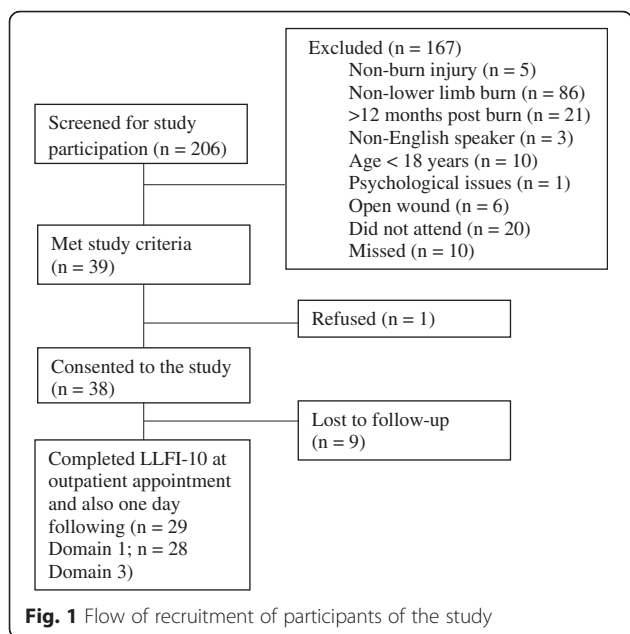 Excluded (n = 167)
Non-burn injury (n = 5)
Non-lower limb burn (n = 86)
>12 months post burn (n = 21)
Non-English speaker (n = 3)
Age < 18 years (n = 10)
Psychological issues (n = 1)
Open wound (n = 6)
Did not attend (n = 20)
Missed (n = 10)
Screened for study
participation (n = 206)
Met study criteria
(n = 39)
Refused (n = 1)
Consented to the study
(n = 38)
Lost to follow-up
(n = 9)
Completed LLFI-10 at
outpatient appointment
and also one day
following (n = 29
Domain 1; n = 28
Domain 3)
Fig. 1 Flow of recruitment of participants of the study